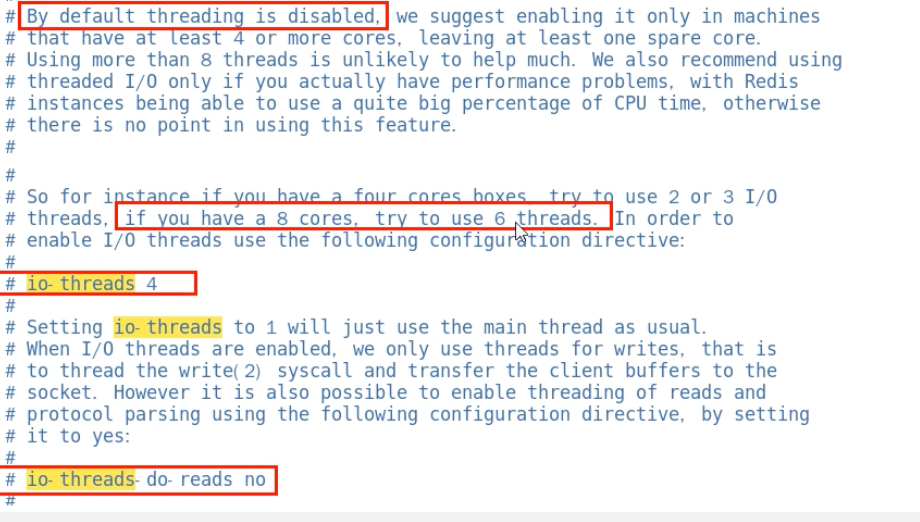 # By default threading is disabled, we suggest enabling it only in machines
# that have at least 4 or more cores, leaving at least one spare core.
# Using more than 8 threads is unlikely to help much. We also recommend using
# threaded I/O only if you actually have performance problems, with Redis
# instances being able to use a quite big percentage of CPU time, otherwise
# there is no point in using this feature.
#
#
# So for instance if you have a four cores boxes, try to use 2 or 3 I/O
# threads, if you have a 8 cores, try to use 6 threads. In order to
# enable I/O threads use the following configuration directive:
#
# io-threads 4
#
# Setting io-threads to 1 will just use the main thread as usual.
# When I/O threads are enabled, we only use threads for writes, that is
# to thread the write(2) syscall and transfer the client buffers to the
# socket. However it is also possible to enable threading of reads and
# protocol parsing using the following configuration directive, by setting
# it to yes:
#
# io-threads-do-reads no
#